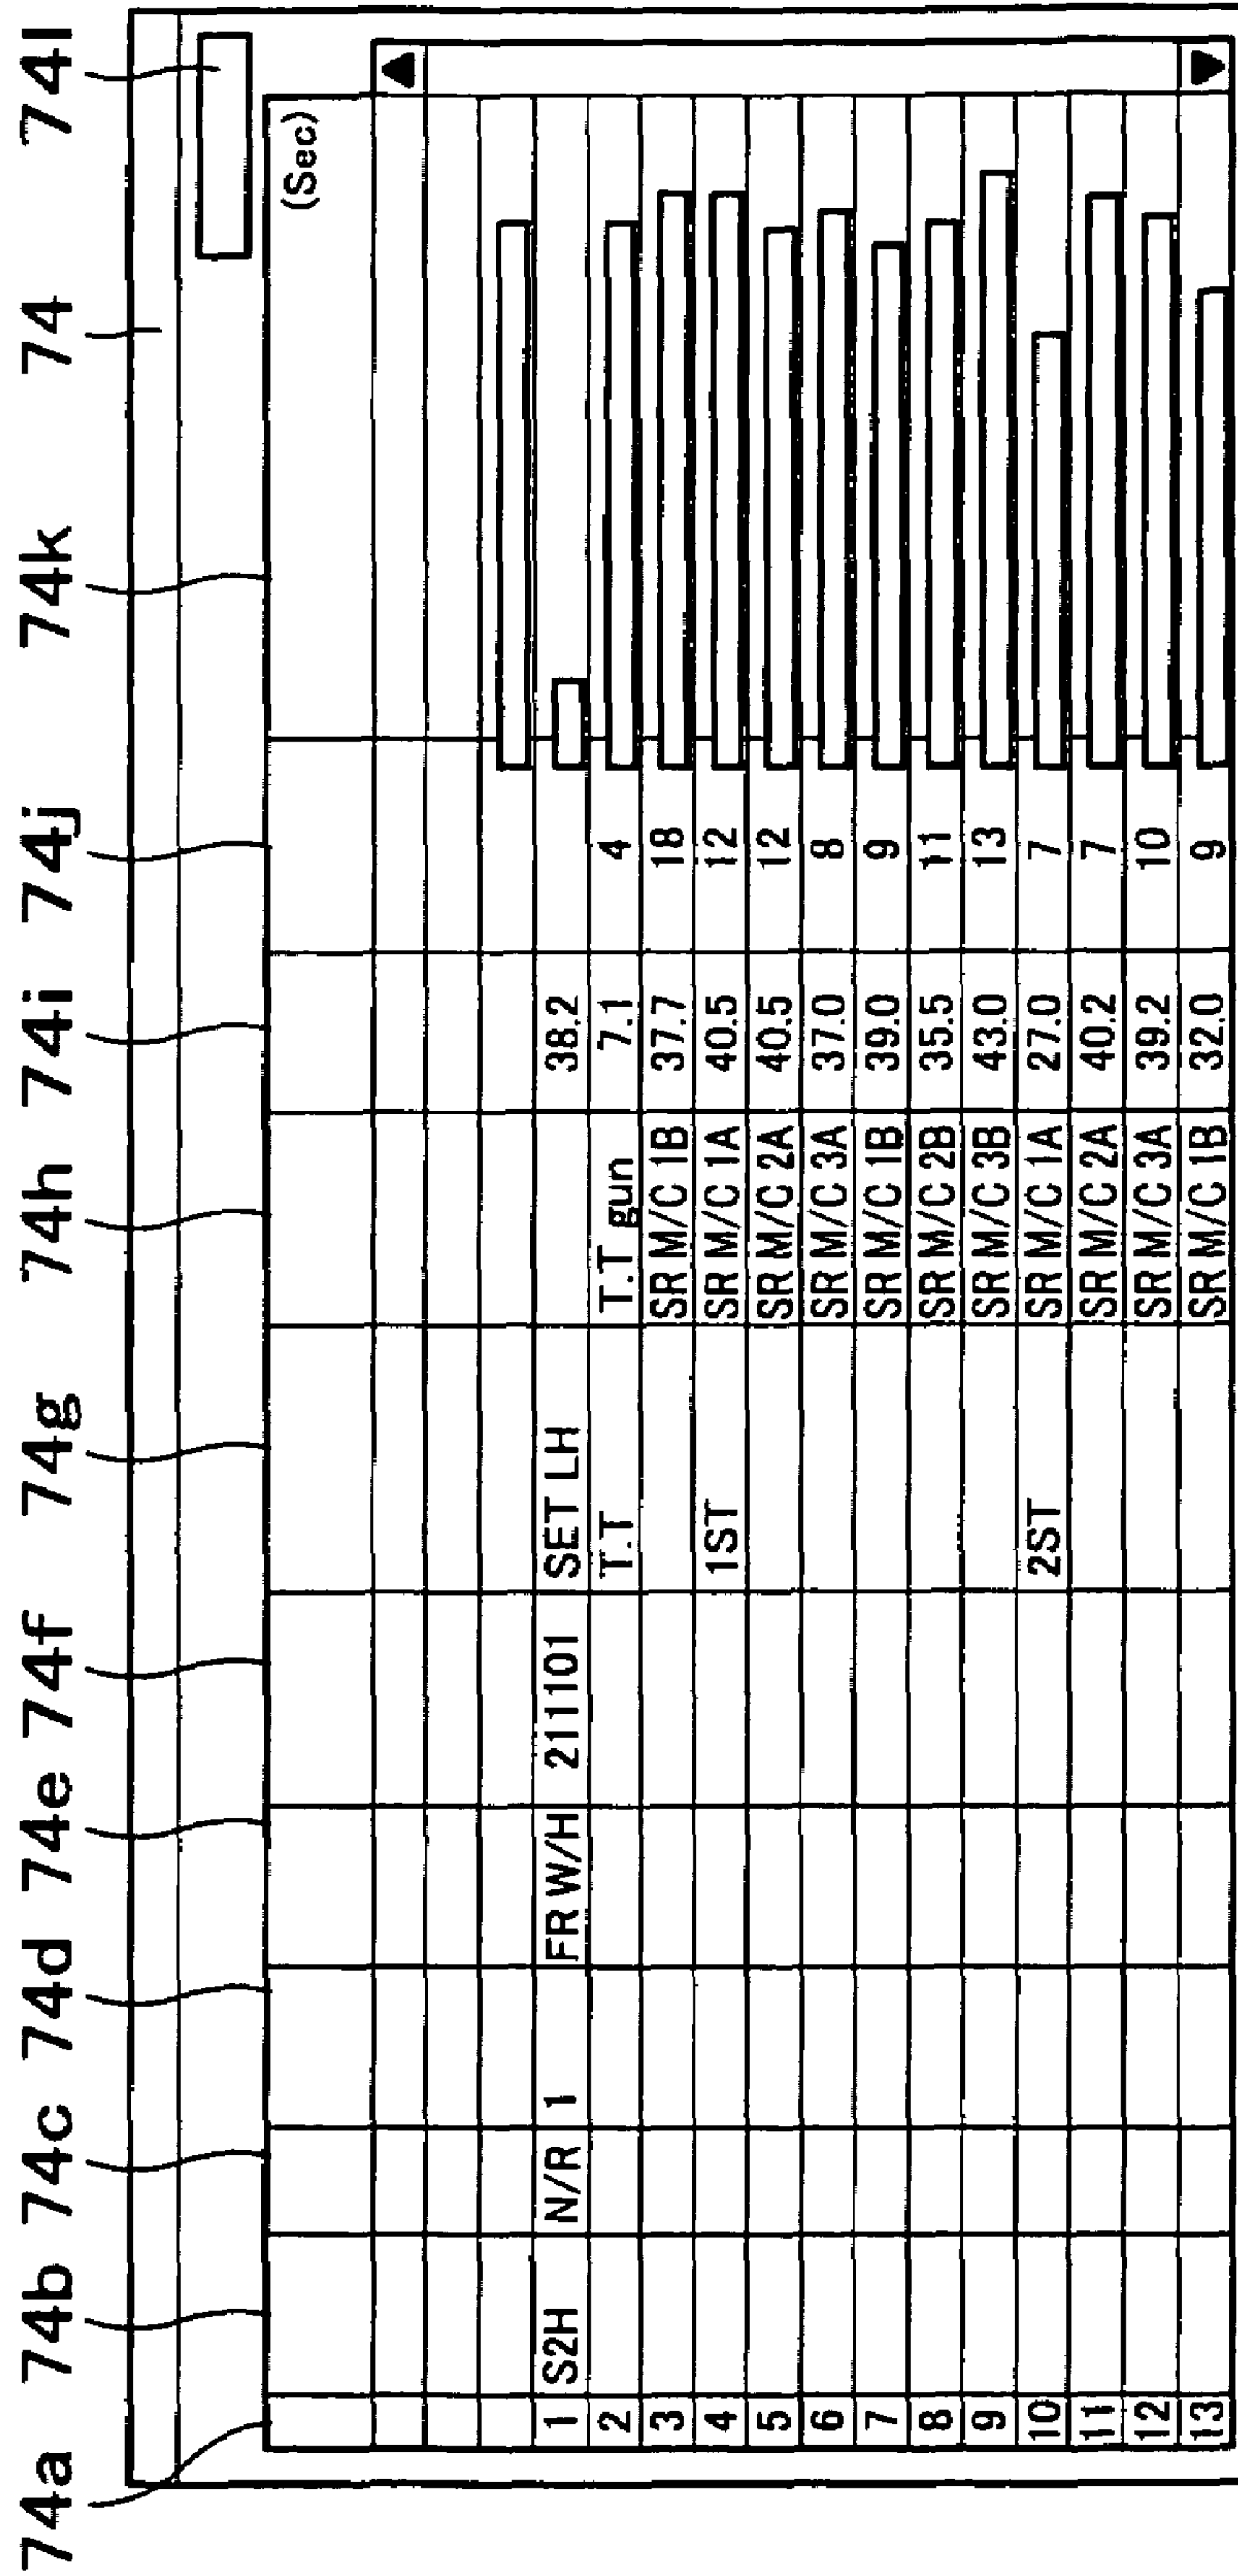 74a 74b 74c 74d 74e 74f 74g 74h 74i 74j 74k 74 74l
(Sec)
1 S2H N/R 1 FR W/H 211101 SET LH 38.2
2 T.T T.T gun 7.1 4
3 SR M/C 1B 37.7 18
4 1ST SR M/C 1A 40.5 12
5 SR M/C 2A 40.5 12
6 SR M/C 3A 37.0 8
7 SR M/C 1B 39.0 9
8 SR M/C 2B 35.5 11
9 SR M/C 3B 43.0 13
10 2ST SR M/C 1A 27.0 7
11 SR M/C 2A 40.2 7
12 SR M/C 3A 39.2 10
13 SR M/C 1B 32.0 9